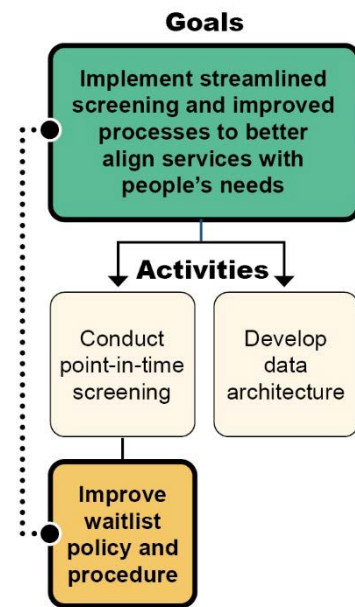 Goals
Implement streamlined
screening and improved
processes to better
align services with
people’s needs
Activities
Conduct
point-in-time
screening
Develop
data
architecture
Improve
waitlist
policy and
procedure